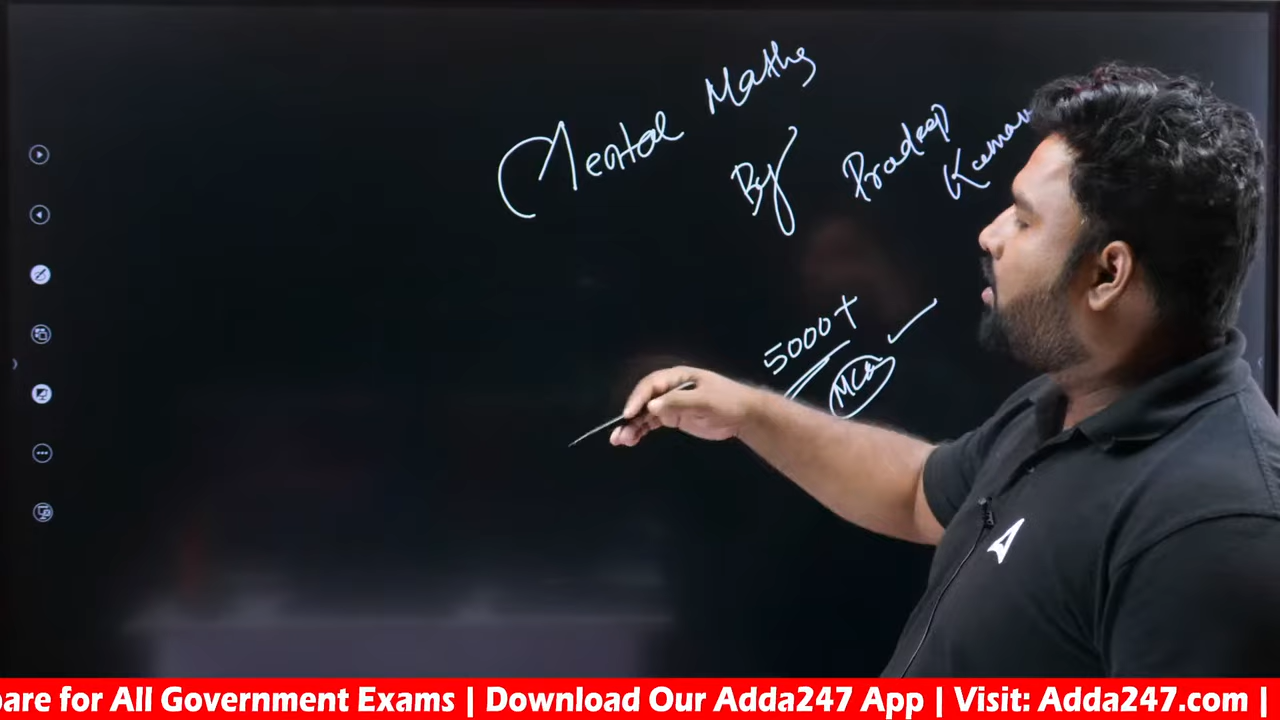 Mental Maths
By Pradeep
Kumar
5000+
MCQ
pare for All Government Exams | Download Our Adda247 App | Visit: Adda247.com |